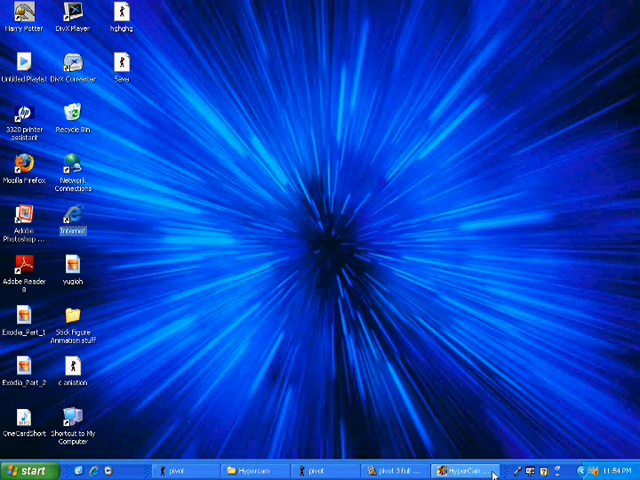 Harry Potter
DivX Player
hghghg
Untitled Playlist
DivX Converter
Sava
3320 printer
assistant
Recycle Bin
Mozilla Firefox
Network
Connections
Adobe
Photoshop ...
Internet
Adobe Reader
8
yugioh
Exodia_Part_1
Stick Figure
Animation stuff
Exodia_Part_2
c aniation
OneCardShort
Shortcut to My
Computer
start
pivot
Hypercam
pivot
pivot 3 full ...
HyperCam ...
11:54 PM